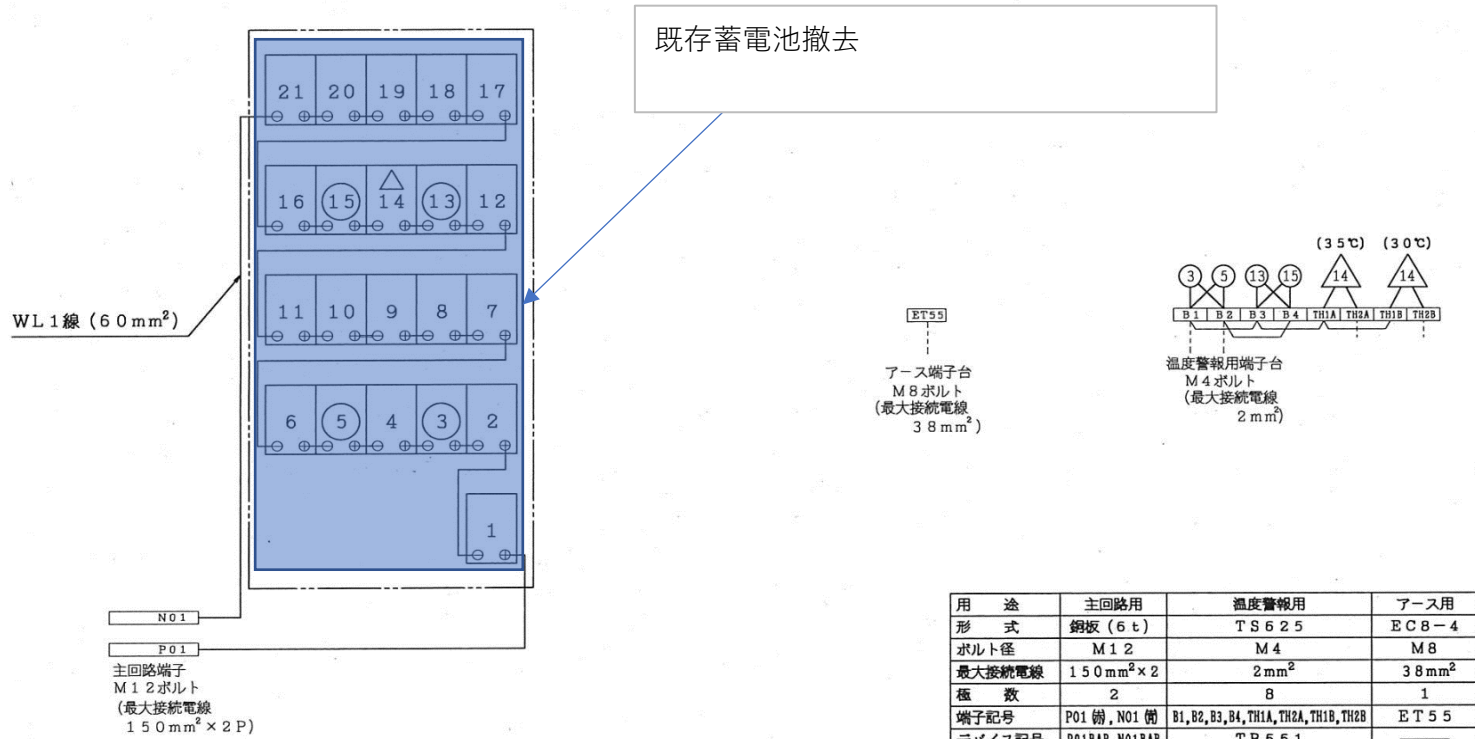 既存蓄電池撤去
21 20 19 18 17
16 15 14 13 12
11 10 9 8 7
6 5 4 3 2
1
WL1線(60mm²)
N01
P01
主回路端子
M12ボルト
(最大接続電線
150mm²×2P)
ET55
アース端子台
M8ボルト
(最大接続電線
38mm²)
(35℃) (30℃)
3 5 13 15 14 14
B1 B2 B3 B4 TH1A TH2A TH1B TH2B
温度警報用端子台
M4ボルト
(最大接続電線
2mm²)
用途 主回路用 温度警報用 アース用
形式 銅板(6t) TS625 EC8-4
ボルト径 M12 M4 M8
最大接続電線 150mm²×2 2mm² 38mm²
極数 2 8 1
端子記号 P01, N01 B1,B2,B3,B4,TH1A,TH2A,TH1B,TH2B ET55